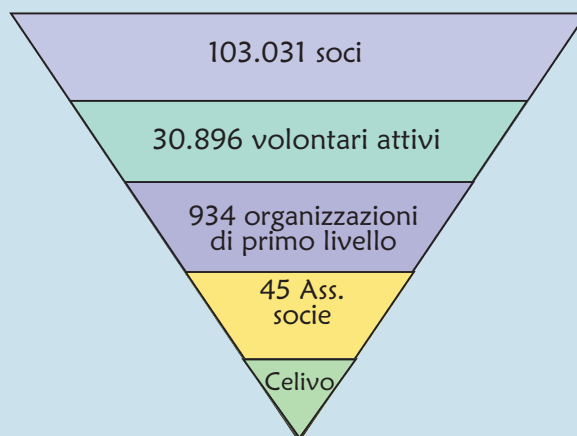 103.031 soci
30.896 volontari attivi
934 organizzazioni
di primo livello
45 Ass.
socie
Celivo